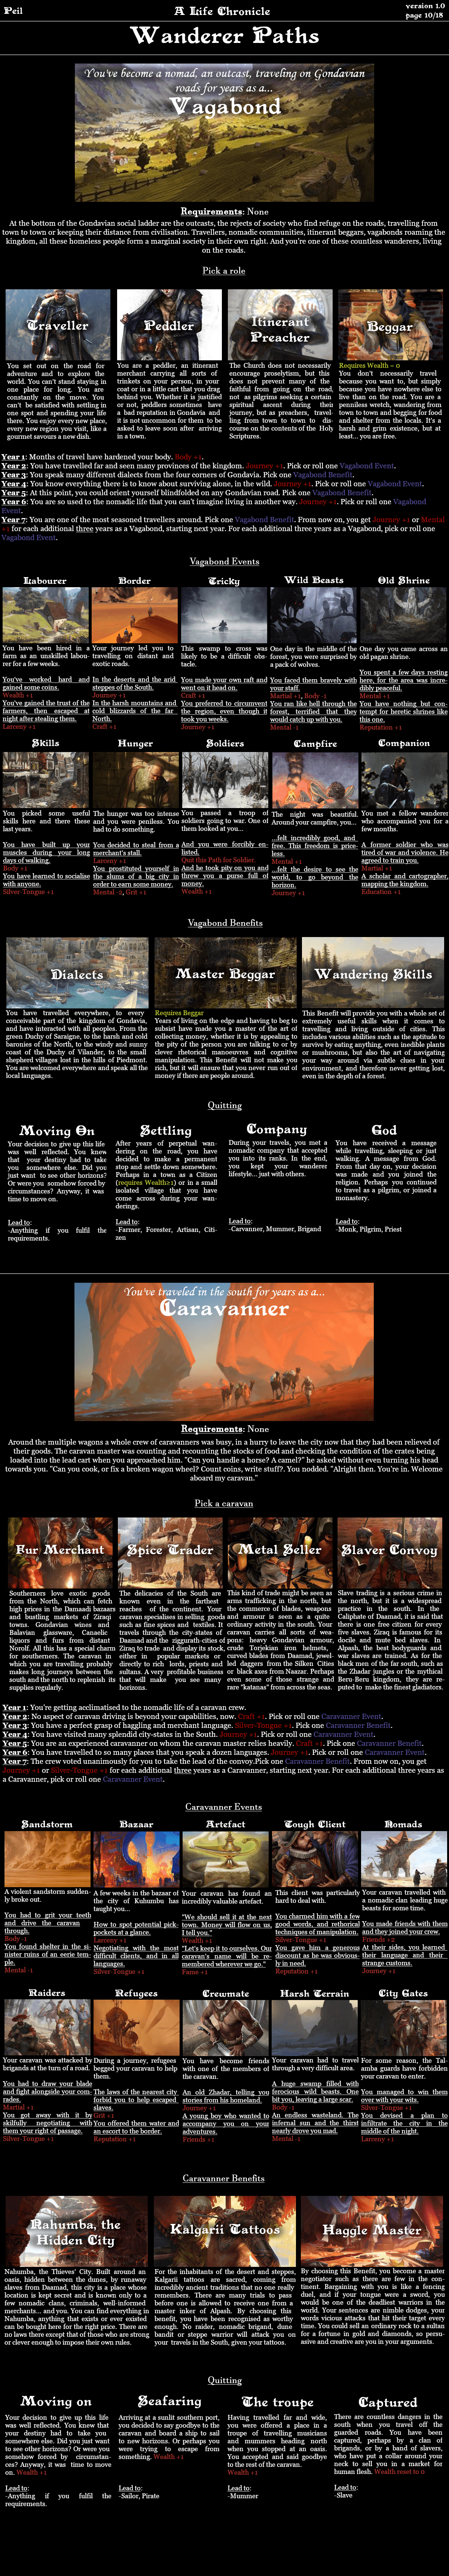 Peil
A Life Chronicle
version 1.0
page 10/18
Wanderer Paths
You've become a nomad, an outcast, traveling on Gondavian
roads for years as a...
Vagabond
Requirements: None
At the bottom of the Gondavian social ladder are the outcasts, the rejects of society who find refuge on the roads, travelling from
town to town or keeping their distance from civilisation. Travellers, nomadic communities, itinerant beggars, vagabonds roaming the
kingdom, all these homeless people form a marginal society in their own right. And you're one of these countless wanderers, living
on the roads.
Pick a role
Traveller
You set out on the road for
adventure and to explore the
world. You can't stand staying in
one place for long. You are
constantly on the move. You
can't be satisfied with settling in
one spot and spending your life
there. You enjoy every new place,
every new region you visit, like a
gourmet savours a new dish.
Peddler
You are a peddler, an itinerant
merchant carrying all sorts of
trinkets on your person, in your
coat or in a little cart that you drag
behind you. Whether it is justified
or not, peddlers sometimes have
a bad reputation in Gondavia and
it is not uncommon for them to be
asked to leave soon after arriving
in a town.
Itinerant
Preacher
The Church does not necessarily
encourage proselytism, but this
does not prevent many of the
faithful from going on the road,
not as pilgrims seeking a certain
spiritual ascent during their
journey, but as preachers, travel-
ling from town to town to dis-
course on the contents of the Holy
Scriptures.
Beggar
Requires Wealth = 0
You don't necessarily travel
because you want to, but simply
because you have nowhere else to
live than on the road. You are a
penniless wretch, wandering from
town to town and begging for food
and shelter from the locals. It's a
harsh and grim existence, but at
least... you are free.
Year 1: Months of travel have hardened your body. Body +1.
Year 2: You have travelled far and seen many provinces of the kingdom. Journey +1. Pick or roll one Vagabond Event.
Year 3: You speak many different dialects from the four corners of Gondavia. Pick one Vagabond Benefit.
Year 4: You know everything there is to know about surviving alone, in the wild. Journey +1. Pick or roll one Vagabond Event.
Year 5: At this point, you could orient yourself blindfolded on any Gondavian road. Pick one Vagabond Benefit.
Year 6: You are so used to the nomadic life that you can't imagine living in another way. Journey +1. Pick or roll one Vagabond
Event.
Year 7: You are one of the most seasoned travellers around. Pick one Vagabond Benefit. From now on, you get Journey +1 or Mental
+1 for each additional three years as a Vagabond, starting next year. For each additional three years as a Vagabond, pick or roll one
Vagabond Event.
Vagabond Events
Labourer
You have been hired in a
farm as an unskilled labou-
rer for a few weeks.
You've worked hard and
gained some coins.
Wealth +1
You've gained the trust of the
farmers, then escaped at
night after stealing them.
Larceny +1
Border
Your journey led you to
travelling on distant and
exotic roads.
In the deserts and the arid
steppes of the South.
Journey +1
In the harsh mountains and
cold blizzards of the far
North.
Craft +1
Tricky
This swamp to cross was
likely to be a difficult obs-
tacle.
You made your own raft and
went on it head on.
Craft +1
You preferred to circumvent
the region, even though it
took you weeks.
Journey +1
Wild Beasts
One day in the middle of the
forest, you were surprised by
a pack of wolves.
You faced them bravely with
your staff.
Martial +1, Body -1
You ran like hell through the
forest, terrified that they
would catch up with you.
Mental -1
Old Shrine
One day you came across an
old pagan shrine.
You spent a few days resting
here, for the area was incre-
dibly peaceful.
Mental +1
You have nothing but con-
tempt for heretic shrines like
this one.
Reputation +1
Skills
You picked some useful
skills here and there these
last years.
You have built up your
muscles during your long
days of walking.
Body +1
You have learned to socialise
with anyone.
Silver-Tongue +1
Hunger
The hunger was too intense
and you were peniless. You
had to do something.
You decided to steal from a
merchant's stall.
Larceny +1
You prostituted yourself in
the slums of a big city in
order to earn some money.
Mental -2, Grit +1
Soldiers
You passed a troop of
soldiers going to war. One of
them looked at you...
And you were forcibly en-
listed.
Quit this Path for Soldier.
And he took pity on you and
threw you a purse full of
money.
Wealth +1
Campfire
The night was beautiful.
Around your campfire, you...
...felt incredibly good, and
free. This freedom is price-
less.
Mental +1
...felt the desire to see the
world, to go beyond the
horizon.
Journey +1
Companion
You met a fellow wanderer
who accompanied you for a
few months.
A former soldier who was
tired of war and violence. He
agreed to train you.
Martial +1
A scholar and cartographer,
mapping the kingdom.
Education +1
Vagabond Benefits
Dialects
You have travelled everywhere, to every
conceivable part of the kingdom of Gondavia,
and have interacted with all peoples. From the
green Duchy of Saraigne, to the harsh and cold
baronies of the North, to the windy and sunny
coast of the Duchy of Vilander, to the small
shepherd villages lost in the hills of Piedmont.
You are welcomed everywhere and speak all the
local languages.
Master Beggar
Requires Beggar
Years of living on the edge and having to beg to
subsist have made you a master of the art of
collecting money, whether it is by appealing to
the pity of the person you are talking to or by
clever rhetorical manoeuvres and cognitive
manipulation. This Benefit will not make you
rich, but it will ensure that you never run out of
money if there are people around.
Wandering Skills
This Benefit will provide you with a whole set of
extremely useful skills when it comes to
travelling and living outside of cities. This
includes various abilities such as the aptitude to
survive by eating anything, even inedible plants
or mushrooms, but also the art of navigating
your way around via subtle clues in your
environment, and therefore never getting lost,
even in the depth of a forest.
Quitting
Moving On
Your decision to give up this life
was well reflected. You knew
that your destiny had to take
you somewhere else. Did you
just want to see other horizons?
Or were you somehow forced by
circumstances? Anyway, it was
time to move on.
Lead to:
-Anything if you fulfil the
requirements.
Settling
After years of perpetual wan-
dering on the road, you have
decided to make a permanent
stop and settle down somewhere.
Perhaps in a town as a Citizen
(requires Wealth>1) or in a small
isolated village that you have
come across during your wan-
derings.
Lead to:
-Farmer, Forester, Artisan, Citi-
zen
Company
During your travels, you met a
nomadic company that accepted
you into its ranks. In the end,
you kept your wanderer
lifestyle... just with others.
Lead to:
-Carvanner, Mummer, Brigand
God
You have received a message
while travelling, sleeping or just
walking. A message from God.
From that day on, your decision
was made and you joined the
religion. Perhaps you continued
to travel as a pilgrim, or joined a
monastery.
Lead to:
-Monk, Pilgrim, Priest
You've traveled in the south for years as a...
Caravanner
Requirements: None
Around the multiple wagons a whole crew of caravanners was busy, in a hurry to leave the city now that they had been relieved of
their goods. The caravan master was counting and recounting the stocks of food and checking the condition of the crates being
loaded into the lead cart when you approached him. "Can you handle a horse? A camel?" he asked without even turning his head
towards you. "Can you cook, or fix a broken wagon wheel? Count coins, write stuff?. You nodded. "Alright then. You're in. Welcome
aboard my caravan."
Pick a caravan
Fur Merchant
Southerners love exotic goods
from the North, which can fetch
high prices in the Damasian souks
and bustling markets of Ziraqi
towns. Gondavian wines and
Balavian glassware, Canaelic
liquors and furs from distant
Norolf. All this has a special charm
for southerners. The caravan in
which you are travelling probably
makes long journeys between the
south and the north to replenish its
supplies regularly.
Spice Trader
The delicacies of the South are
known even in the farthest
reaches of the continent. Your
caravan specialises in selling goods
such as fine spices and textiles. It
travels through the city-states of
Daamad and the ziggurath cities of
Ziraq to trade and display its stock,
either in popular markets or
directly to rich lords, priests and
sultans. A very profitable business
that will make you see many
horizons.
Metal Seller
This kind of trade might be seen as
arms trafficking in the north, but
the commerce of blades, weapons
and armour is seen as a quite
ordinary activity in the south. Your
caravan carries all sorts of wea-
pons: heavy Gondavian armour,
crude Torjokian iron helmets,
curved blades from Daamad, jewel-
led daggers from the Silken Cities
or black axes from Naazar. Perhaps
even some of those strange and
rare "katanas" from across the seas.
Slaver Convoy
Slave trading is a serious crime in
the north, but it is a widespread
practice in the south. In the
Caliphate of Daamad, it is said that
there is one free citizen for every
five slaves. Ziraq is famous for its
docile and mute bed slaves. In
Alpash, the best bodyguards and
war slaves are trained. As for the
black men of the south, such as the
Zhadar jungles or the mythical
Bero-Bero kingdom, they are re-
puted to make the finest gladiators.
Year 1: You're getting acclimatised to the nomadic life of a caravan crew.
Year 2: No aspect of caravan driving is beyond your capabilities, now. Craft +1. Pick or roll one Caravanner Event.
Year 3: You have a perfect grasp of haggling and merchant language. Silver-Tongue +1. Pick one Caravanner Benefit.
Year 4: You have visited many splendid city-states in the South. Journey +1. Pick or roll one Caravanner Event.
Year 5: You are an experienced caravanner on whom the caravan master relies heavily. Craft +1. Pick one Caravanner Benefit.
Year 6: You have travelled to so many places that you speak a dozen languages. Journey +1. Pick or roll one Caravanner Event.
Year 7: The crew voted unanimously for you to take the lead of the convoy.Pick one Caravanner Benefit. From now on, you get
Journey +1 or Silver-Tongue +1 for each additional three years as a Caravanner, starting next year. For each additional three years as
a Caravanner, pick or roll one Caravanner Event.
Caravanner Events
Sandstorm
A violent sandstorm sudden-
ly broke out.
You had to grit your teeth
and drive the caravan
through.
Body -1
You found shelter in the si-
nister ruins of an eerie tem-
ple.
Mental -1
Bazaar
A few weeks in the bazaar of
the city of Kuhumbu has
taught you...
How to spot potential pick-
pockets at a glance.
Larceny +1
Negotiating with the most
difficult clients, and in all
languages.
Silver-Tongue +1
Artefact
Your caravan has found an
incredibly valuable artefact.
"We should sell it at the next
town. Money will flow on us,
I tell you."
Wealth +1
"Let's keep it to ourselves. Our
caravan's name will be re-
membered wherever we go."
Fame +1
Tough Client
This client was particularly
hard to deal with.
You charmed him with a few
good words, and rethorical
techniques of manipulation.
Silver-Tongue +1
You gave him a generous
discount as he was obvious-
ly in need.
Reputation +1
Nomads
Your caravan travelled with
a nomadic clan leading huge
beasts for some time.
You made friends with them
and they joined your crew.
Friends +2
At their sides, you learned
their language and their
strange customs.
Journey +1
Raiders
Your caravan was attacked by
brigands at the turn of a road.
You had to draw your blade
and fight alongside your com-
rades.
Martial +1
You got away with it by
skilfully negotiating with
them your right of passage.
Silver-Tongue +1
Refugees
During a journey, refugees
begged your caravan to help
them.
The laws of the nearest city
forbid you to help escaped
slaves.
Grit +1
You offered them water and
an escort to the border.
Reputation +1
Crewmate
You have become friends
with one of the members of
the caravan.
An old Zhadar, telling you
stories from his homeland.
Journey +1
A young boy who wanted to
accompany you on your
adventures.
Friends +1
Harsh Terrain
Your caravan had to travel
through a very difficult area.
A huge swamp filled with
ferocious wild beasts. One
bit you, leaving a large scar.
Body -1
An endless wasteland. The
infernal sun and the thirst
nearly drove you mad.
Mental -1
City Gates
For some reason, the Tal-
amba guards have forbidden
your caravan to enter.
You managed to win them
over with your wits.
Silver-Tongue +1
You devised a plan to
infiltrate the city in the
middle of the night.
Larceny +1
Caravanner Benefits
Nahumba, the
Hidden City
Nahumba, the Thieves' City. Built around an
oasis, hidden between the dunes, by runaway
slaves from Daamad, this city is a place whose
location is kept secret and is known only to a
few nomadic clans, criminals, well-informed
merchants... and you. You can find everything in
Nahumba, anything that exists or ever existed
can be bought here for the right price. There are
no laws there except that of those who are strong
or clever enough to impose their own rules.
Kalgarii Tattoos
For the inhabitants of the desert and steppes,
Kalgarii tattoos are sacred, coming from
incredibly ancient traditions that no one really
remembers. There are many trials to pass
before one is allowed to receive one from a
master inker of Alpash. By choosing this
benefit, you have been recognised as worthy
enough. No raider, nomadic brigand, dune
bandit or steppe warrior will attack you on
your travels in the South, given your tattoos.
Haggle Master
By choosing this Benefit, you become a master
negotiator such as there are few in the con-
tinent. Bargaining with you is like a fencing
duel, and if your tongue were a sword, you
would be one of the deadliest warriors in the
world. Your sentences are nimble dodges, your
words vicious attacks that hit their target every
time. You could sell an ordinary rock to a sultan
for a fortune in gold and diamonds, so persu-
asive and creative are you in your arguments.
Quitting
Moving on
Your decision to give up this life
was well reflected. You knew that
your destiny had to take you
somewhere else. Did you just want
to see other horizons? Or were you
somehow forced by circumstan-
ces? Anyway, it was time to move
on. Wealth +1
Lead to:
-Anything if you fulfil the
requirements.
Seafaring
Arriving at a sunlit southern port,
you decided to say goodbye to the
caravan and board a ship to sail
to new horizons. Or perhaps you
were trying to escape from
something. Wealth +1
Lead to:
-Sailor, Pirate
The troupe
Having travelled far and wide,
you were offered a place in a
troupe of travelling musicians
and mummers heading north
when you stopped at an oasis.
You accepted and said goodbye
to the rest of the caravan.
Wealth +1
Lead to:
-Mummer
Captured
There are countless dangers in the
south when you travel off the
guarded roads. You have been
captured, perhaps by a clan of
brigands, or by a band of slavers,
who have put a collar around your
neck to sell you in a market for
human flesh. Wealth reset to 0
Lead to:
-Slave